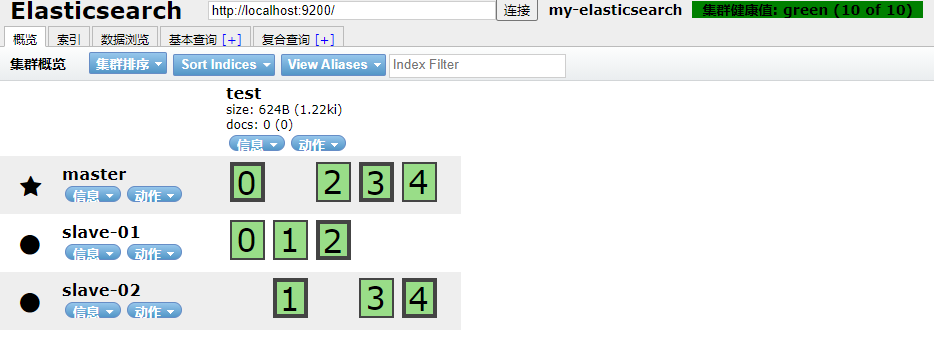 Elasticsearch http://localhost:9200/ 连接 my-elasticsearch 集群健康值: green (10 of 10)
概览 索引 数据浏览 基本查询 [+] 复合查询 [+]
集群概览 集群排序 Sort Indices View Aliases Index Filter
test
size: 624B (1.22ki)
docs: 0 (0)
信息 动作
master 0 2 3 4
信息 动作
slave-01 0 1 2
信息 动作
slave-02 1 3 4
信息 动作